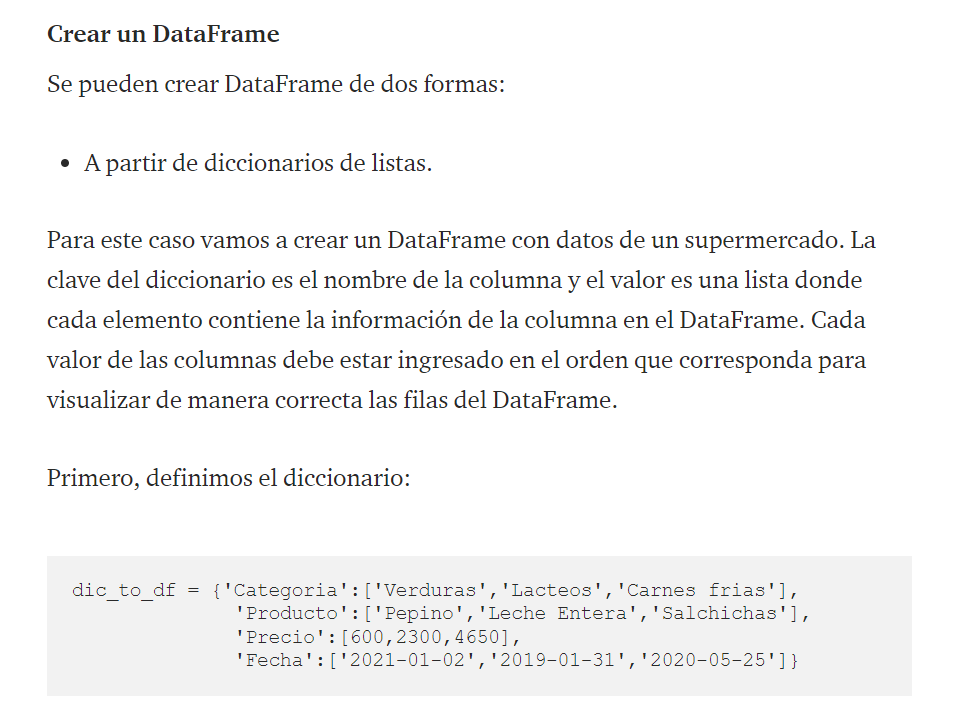 Crear un DataFrame
Se pueden crear DataFrame de dos formas:
• A partir de diccionarios de listas.
Para este caso vamos a crear un DataFrame con datos de un supermercado. La
clave del diccionario es el nombre de la columna y el valor es una lista donde
cada elemento contiene la información de la columna en el DataFrame. Cada
valor de las columnas debe estar ingresado en el orden que corresponda para
visualizar de manera correcta las filas del DataFrame.
Primero, definimos el diccionario:
dic_to_df = {'Categoria':['Verduras','Lacteos','Carnes frias'],
'Producto':['Pepino','Leche Entera','Salchichas'],
'Precio':[600,2300,4650],
'Fecha':['2021-01-02','2019-01-31','2020-05-25']}